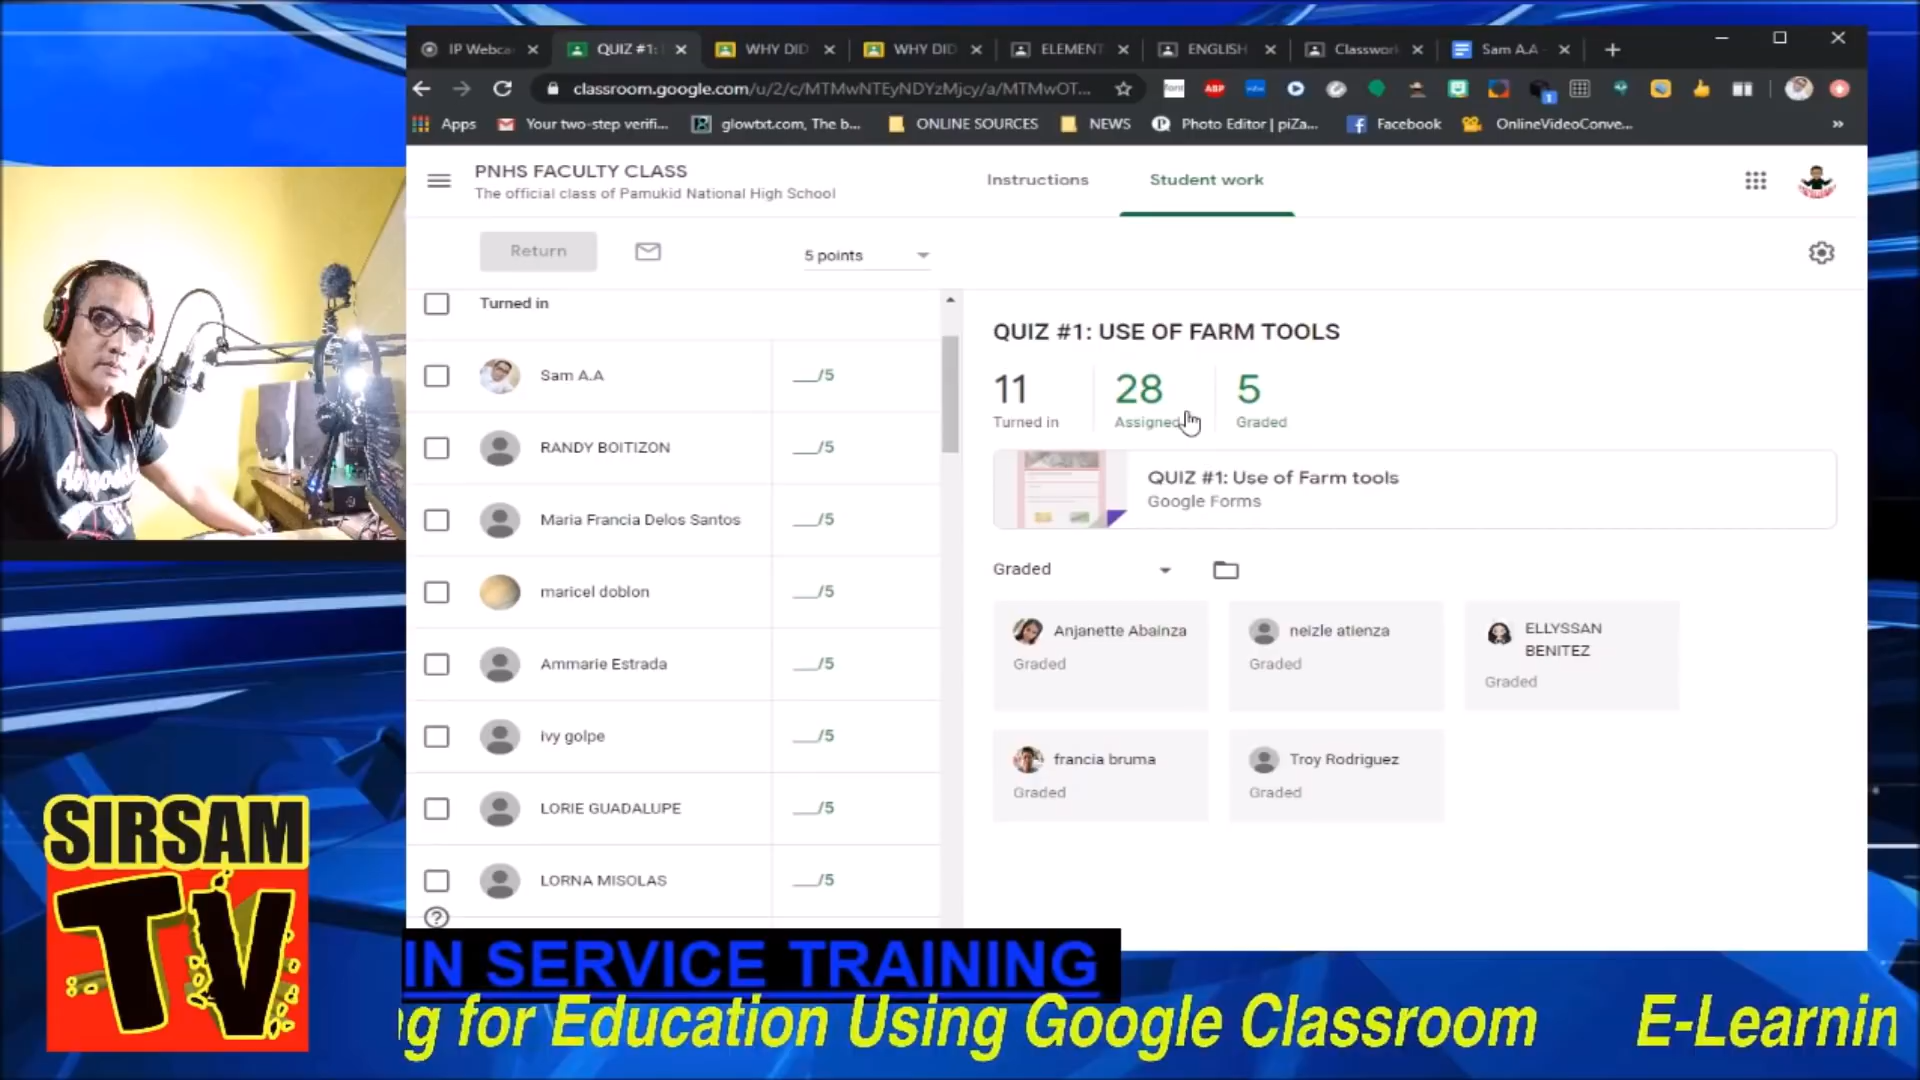 IP Webca
QUIZ #1:
WHY DID
WHY DID
ELEMENT
ENGLISH
Classwor
Sam A.A -
classroom.google.com/u/2/c/MTMwNTEyNDYzMjcy/a/MTMwOT...
ABP
1
Apps
Your two-step verifi...
glowtxt.com, The b...
ONLINE SOURCES
NEWS
Photo Editor | piZa...
Facebook
OnlineVideoConve...
»
PNHS FACULTY CLASS
The official class of Pamukid National High School
Instructions
Student work
Return
5 points
Turned in
Sam A.A
__/5
RANDY BOITIZON
__/5
Maria Francia Delos Santos
__/5
maricel doblon
__/5
Ammarie Estrada
__/5
ivy golpe
__/5
LORIE GUADALUPE
__/5
LORNA MISOLAS
__/5
QUIZ #1: USE OF FARM TOOLS
11
Turned in
28
Assigned
5
Graded
QUIZ #1: Use of Farm tools
Google Forms
Graded
Anjanette Abainza
Graded
neizle atienza
Graded
ELLYSSAN
BENITEZ
Graded
francia bruma
Graded
Troy Rodriguez
Graded
SIRSAM
TV
IN SERVICE TRAINING
g for Education Using Google Classroom E-Learnin